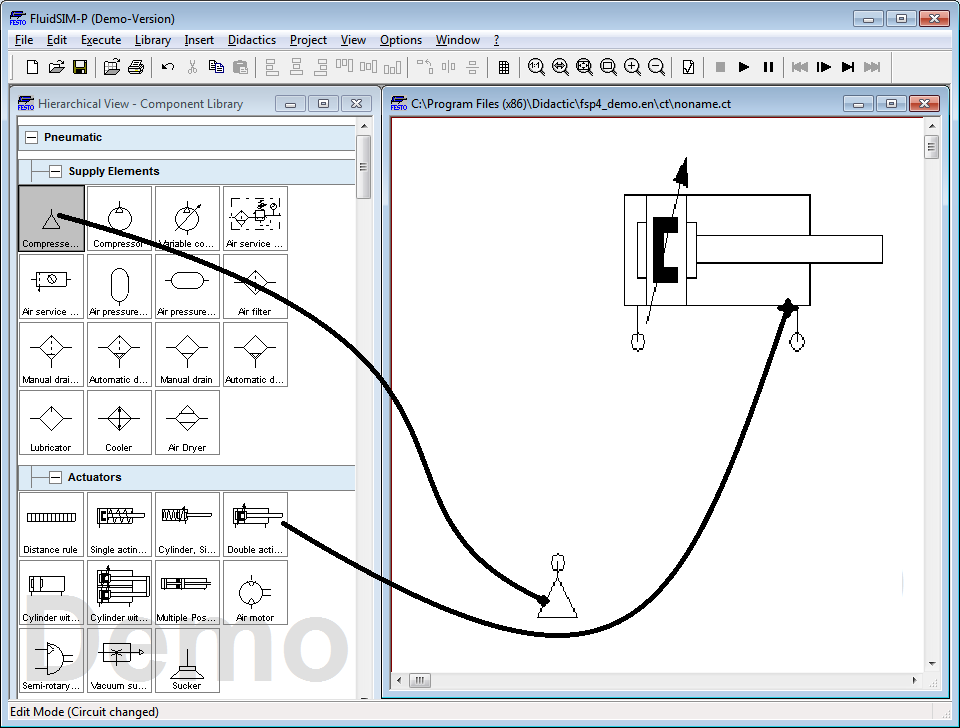 FluidSIM-P (Demo-Version)
File Edit Execute Library Insert Didactics Project View Options Window ?
FESTO Hierarchical View - Component Library
FESTO C:\Program Files (x86)\Didactic\fsp4_demo.en\ct\noname.ct
Pneumatic
Supply Elements
Compresse... Compressor Variable co... Air service ...
Air service ... Air pressure... Air pressure... Air filter
Manual drai... Automatic d... Manual drain Automatic d...
Lubricator Cooler Air Dryer
Actuators
Distance rule Single actin... Cylinder, Si... Double acti...
Cylinder wit... Cylinder wit... Multiple Pos... Air motor
Semi-rotary... Vacuum su... Sucker
Demo
Edit Mode (Circuit changed)